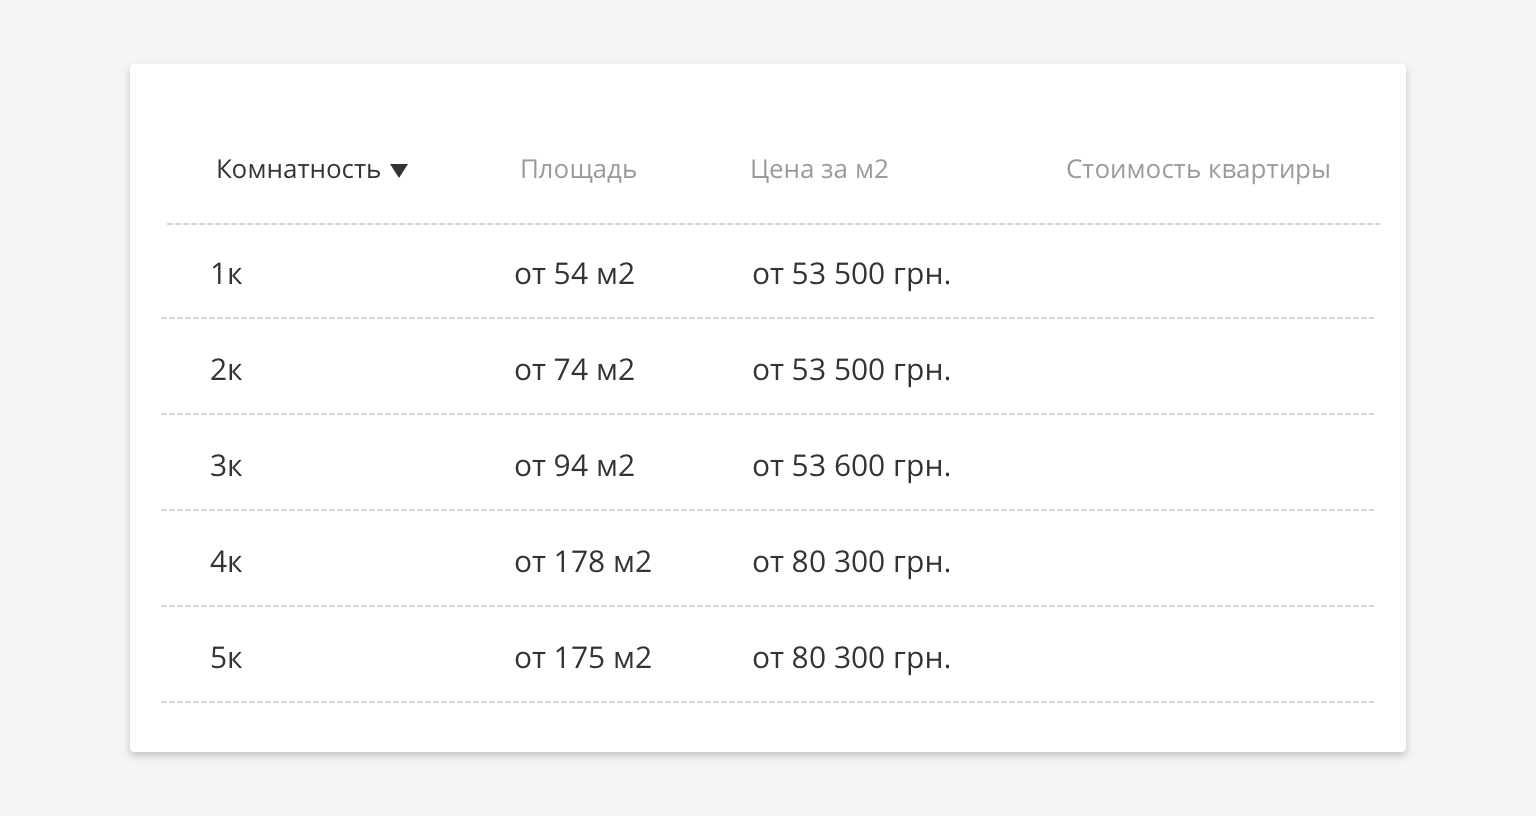 Комнатность ▼ Площадь Цена за м2 Стоимость квартиры
1к от 54 м2 от 53 500 грн.
2к от 74 м2 от 53 500 грн.
3к от 94 м2 от 53 600 грн.
4к от 178 м2 от 80 300 грн.
5к от 175 м2 от 80 300 грн.